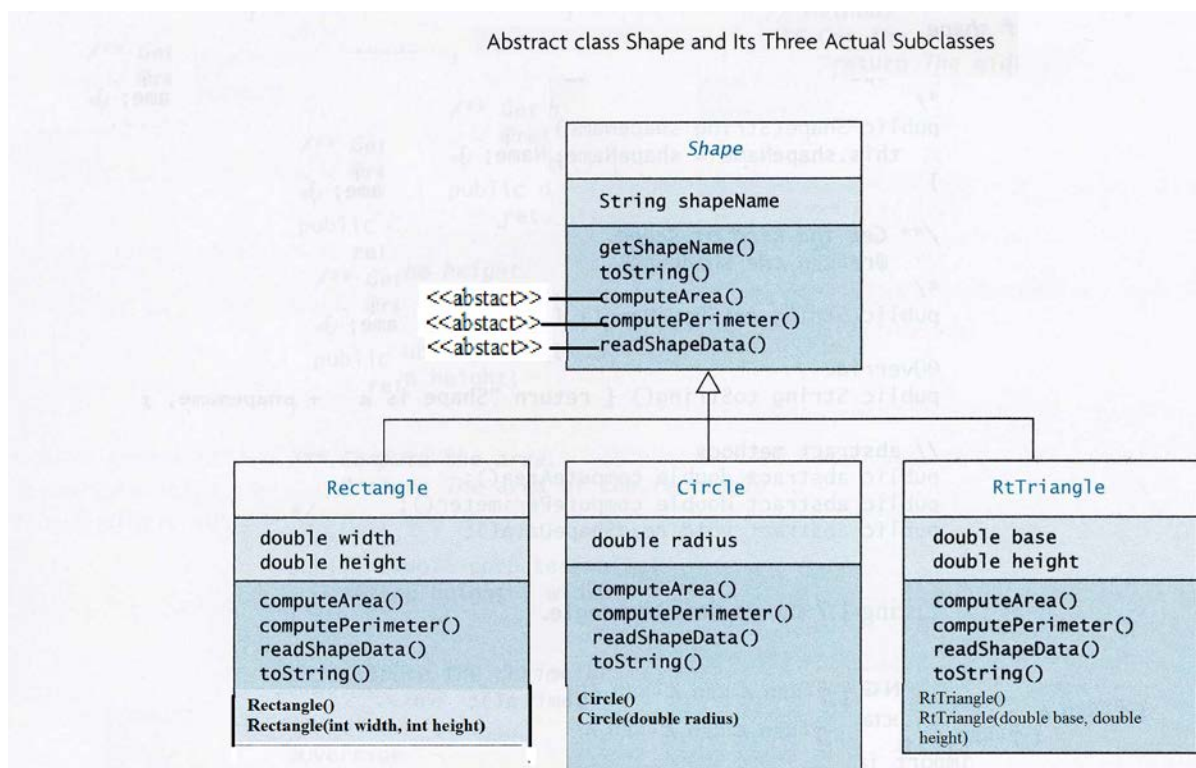 Abstract class Shape and Its Three Actual Subclasses
Shape
String shapeName
getShapeName()
toString()
<<abstact>> computeArea()
<<abstact>> computePerimeter()
<<abstact>> readShapeData()
Rectangle
double width
double height
computeArea()
computePerimeter()
readShapeData()
toString()
Rectangle()
Rectangle(int width, int height)
Circle
double radius
computeArea()
computePerimeter()
readShapeData()
toString()
Circle()
Circle(double radius)
RtTriangle
double base
double height
computeArea()
computePerimeter()
readShapeData()
toString()
RtTriangle()
RtTriangle(double base, double
height)